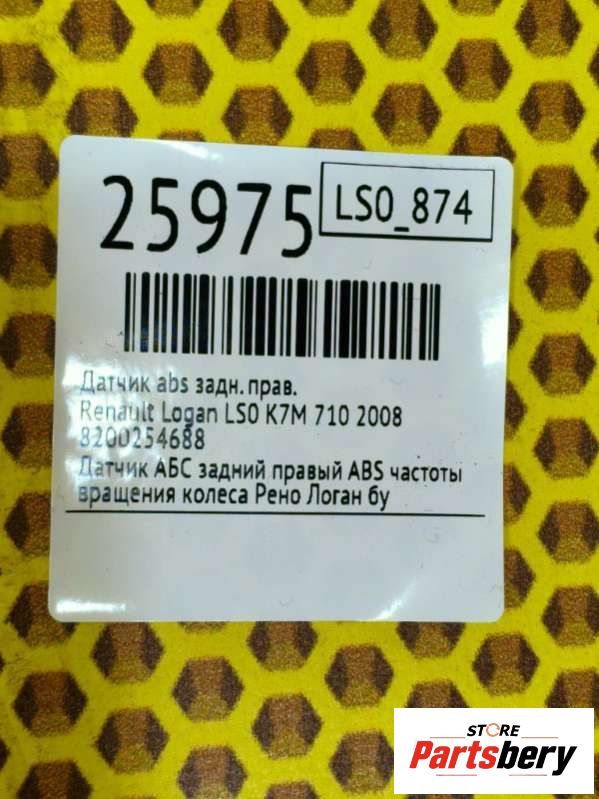 25975
LS0_874
Датчик abs задн. прав.
Renault Logan LS0 K7M 710 2008
8200254688
Датчик АБС задний правый ABS частоты
вращения колеса Рено Логан бу
STORE
Partsbery